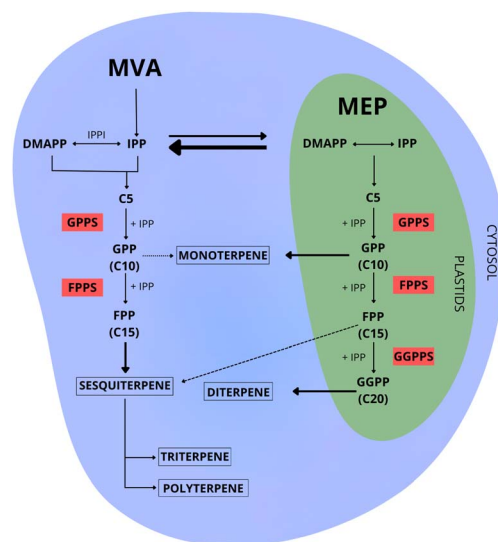 MVA
DMAPP
IPPI
IPP
C5
GPPS
+ IPP
GPP
(C10)
MONOTERPENE
FPPS
+ IPP
FPP
(C15)
SESQUITERPENE
DITERPENE
TRITERPENE
POLYTERPENE
MEP
DMAPP
IPP
C5
+ IPP
GPPS
GPP
(C10)
+ IPP
FPPS
FPP
(C15)
+ IPP
GGPPS
GGPP
(C20)
PLASTIDS
CYTOSOL